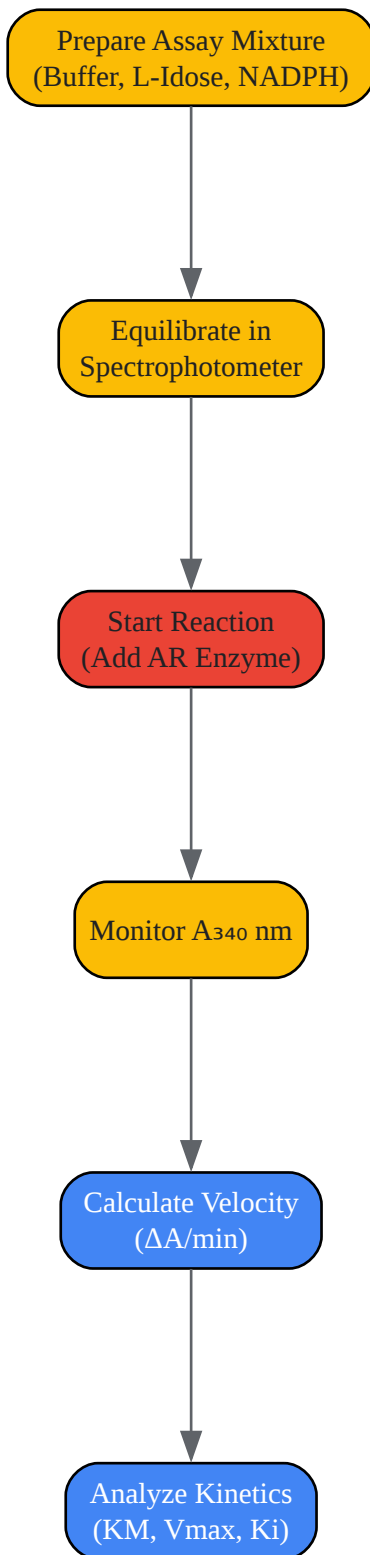 Prepare Assay Mixture
(Buffer, L-Idose, NADPH)
Equilibrate in
Spectrophotometer
Start Reaction
(Add AR Enzyme)
Monitor A₃₄₀ nm
Calculate Velocity
(ΔA/min)
Analyze Kinetics
(KM, Vmax, Ki)